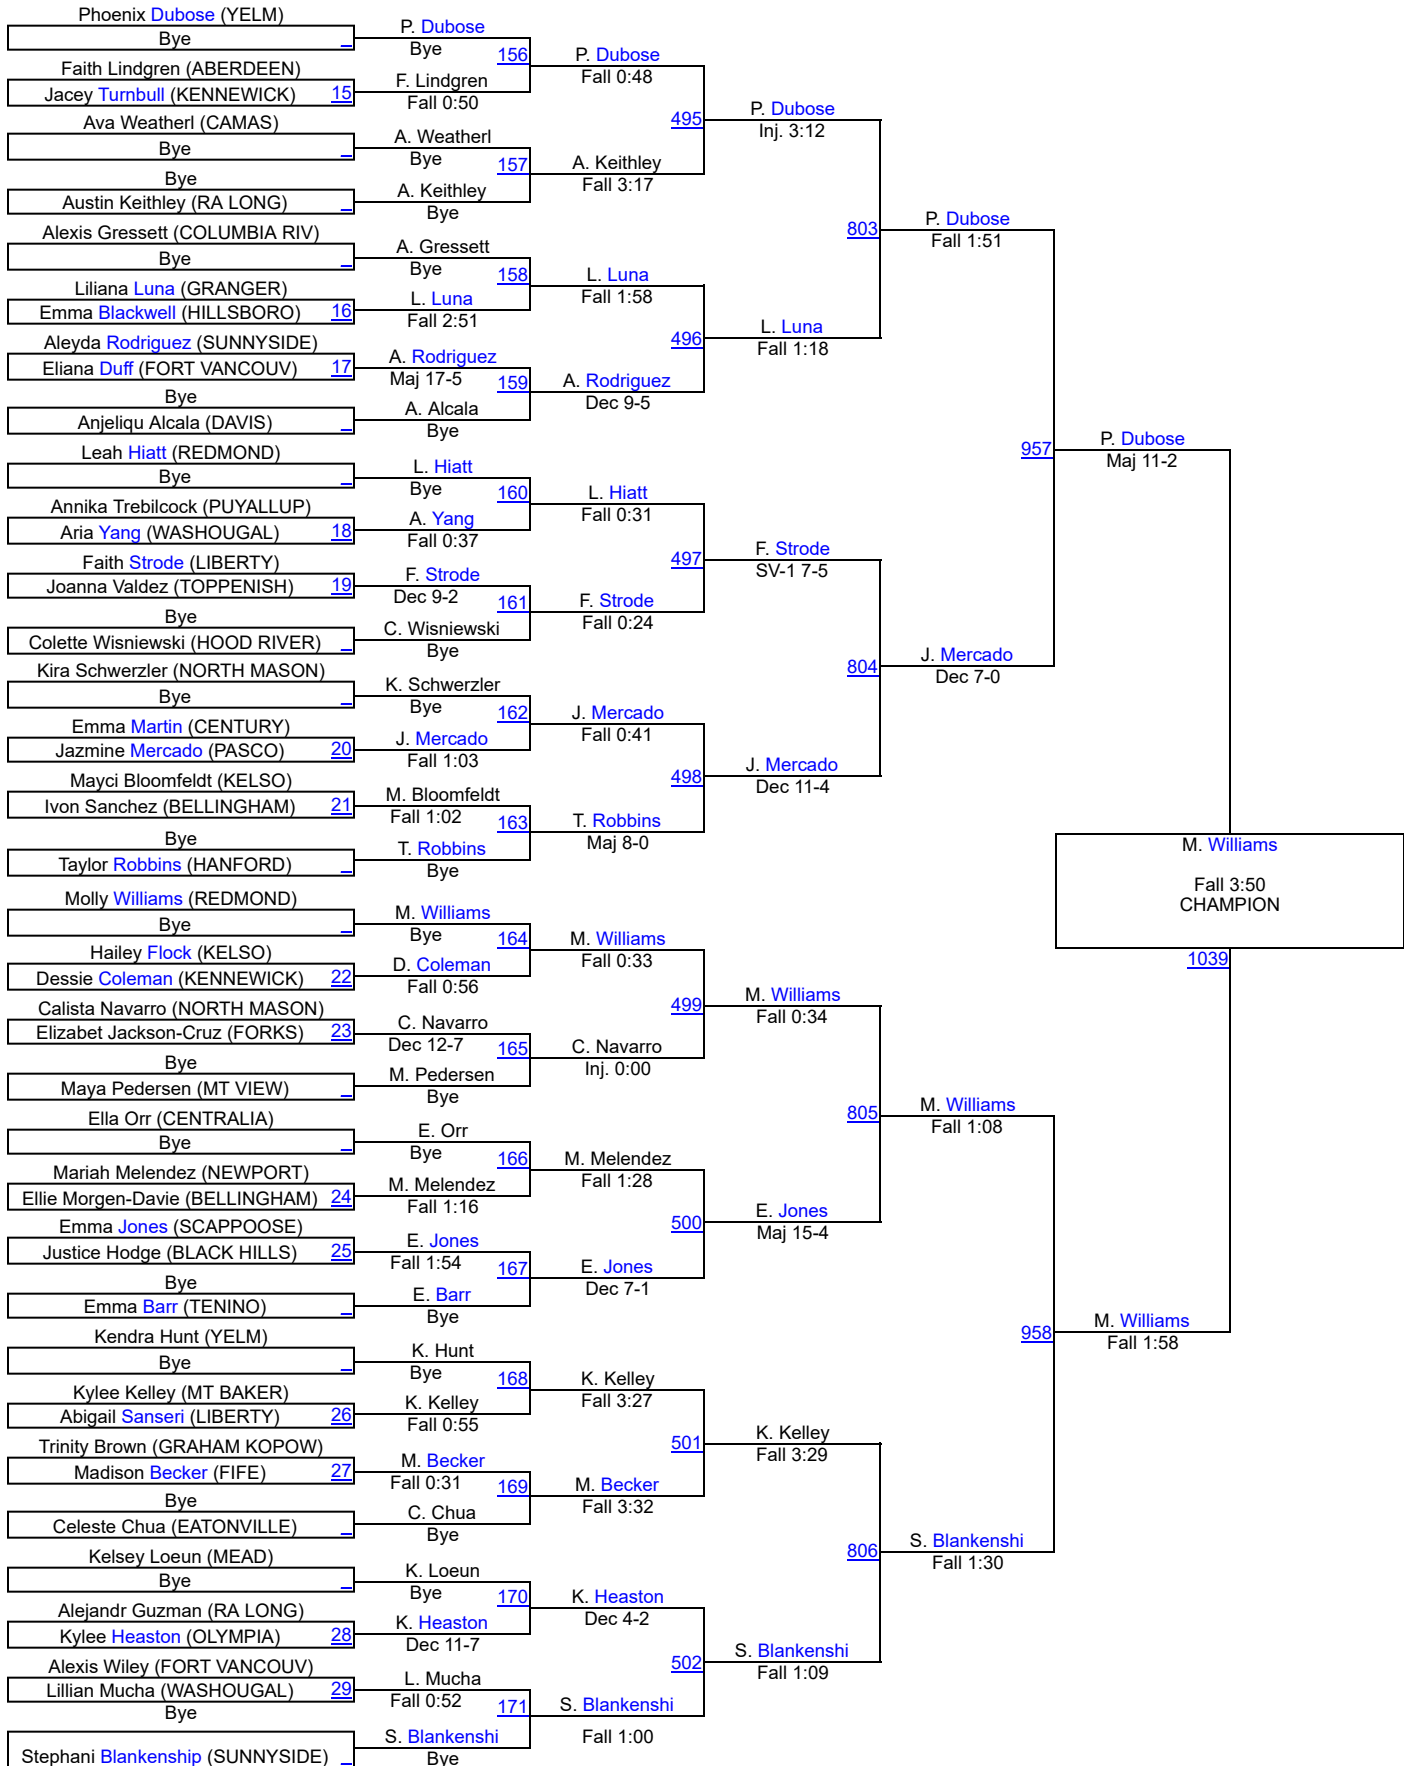 Phoenix Dubose (YELM)
Bye
Faith Lindgren (ABERDEEN)
Jacey Turnbull (KENNEWICK) 15
Ava Weatherl (CAMAS)
Bye
Bye
Austin Keithley (RA LONG)
Alexis Gressett (COLUMBIA RIV)
Bye
Liliana Luna (GRANGER)
Emma Blackwell (HILLSBORO) 16
Aleyda Rodriguez (SUNNYSIDE)
Eliana Duff (FORT VANCOUV) 17
Bye
Anjeliqu Alcala (DAVIS)
Leah Hiatt (REDMOND)
Bye
Annika Trebilcock (PUYALLUP)
Aria Yang (WASHOUGAL) 18
Faith Strode (LIBERTY)
Joanna Valdez (TOPPENISH) 19
Bye
Colette Wisniewski (HOOD RIVER)
Kira Schwerzler (NORTH MASON)
Bye
Emma Martin (CENTURY)
Jazmine Mercado (PASCO) 20
Mayci Bloomfeldt (KELSO)
Ivon Sanchez (BELLINGHAM) 21
Bye
Taylor Robbins (HANFORD)
Molly Williams (REDMOND)
Bye
Hailey Flock (KELSO)
Dessie Coleman (KENNEWICK) 22
Calista Navarro (NORTH MASON)
Elizabet Jackson-Cruz (FORKS) 23
Bye
Maya Pedersen (MT VIEW)
Ella Orr (CENTRALIA)
Bye
Mariah Melendez (NEWPORT)
Ellie Morgen-Davie (BELLINGHAM) 24
Emma Jones (SCAPPOOSE)
Justice Hodge (BLACK HILLS) 25
Bye
Emma Barr (TENINO)
Kendra Hunt (YELM)
Bye
Kylee Kelley (MT BAKER)
Abigail Sanseri (LIBERTY) 26
Trinity Brown (GRAHAM KOPOW)
Madison Becker (FIFE) 27
Bye
Celeste Chua (EATONVILLE)
Kelsey Loeun (MEAD)
Bye
Alejandr Guzman (RA LONG)
Kylee Heaston (OLYMPIA) 28
Alexis Wiley (FORT VANCOUV)
Lillian Mucha (WASHOUGAL) 29
Bye
Stephani Blankenship (SUNNYSIDE)
P. Dubose
Bye
156
F. Lindgren
Fall 0:50
A. Weatherl
Bye
157
A. Keithley
Bye
A. Gressett
Bye
158
L. Luna
Fall 2:51
A. Rodriguez
Maj 17-5
159
A. Alcala
Bye
L. Hiatt
Bye
160
A. Yang
Fall 0:37
F. Strode
Dec 9-2
161
C. Wisniewski
Bye
K. Schwerzler
Bye
162
J. Mercado
Fall 1:03
M. Bloomfeldt
Fall 1:02
163
T. Robbins
Bye
M. Williams
Bye
164
D. Coleman
Fall 0:56
C. Navarro
Dec 12-7
165
M. Pedersen
Bye
E. Orr
Bye
166
M. Melendez
Fall 1:16
E. Jones
Fall 1:54
167
E. Barr
Bye
K. Hunt
Bye
168
K. Kelley
Fall 0:55
M. Becker
Fall 0:31
169
C. Chua
Bye
K. Loeun
Bye
170
K. Heaston
Dec 11-7
L. Mucha
Fall 0:52
171
S. Blankenshi
Bye
P. Dubose
Fall 0:48
495
A. Keithley
Fall 3:17
L. Luna
Fall 1:58
496
A. Rodriguez
Dec 9-5
L. Hiatt
Fall 0:31
497
F. Strode
Fall 0:24
J. Mercado
Fall 0:41
498
T. Robbins
Maj 8-0
M. Williams
Fall 0:33
499
C. Navarro
Inj. 0:00
M. Melendez
Fall 1:28
500
E. Jones
Dec 7-1
K. Kelley
Fall 3:27
501
M. Becker
Fall 3:32
K. Heaston
Dec 4-2
502
S. Blankenshi
Fall 1:00
P. Dubose
Inj. 3:12
803
L. Luna
Fall 1:18
F. Strode
SV-1 7-5
804
J. Mercado
Dec 11-4
M. Williams
Fall 0:34
805
E. Jones
Maj 15-4
K. Kelley
Fall 3:29
806
S. Blankenshi
Fall 1:09
P. Dubose
Fall 1:51
957
J. Mercado
Dec 7-0
M. Williams
Fall 1:08
958
S. Blankenshi
Fall 1:30
P. Dubose
Maj 11-2
M. Williams
Fall 1:58
M. Williams
Fall 3:50
CHAMPION
1039